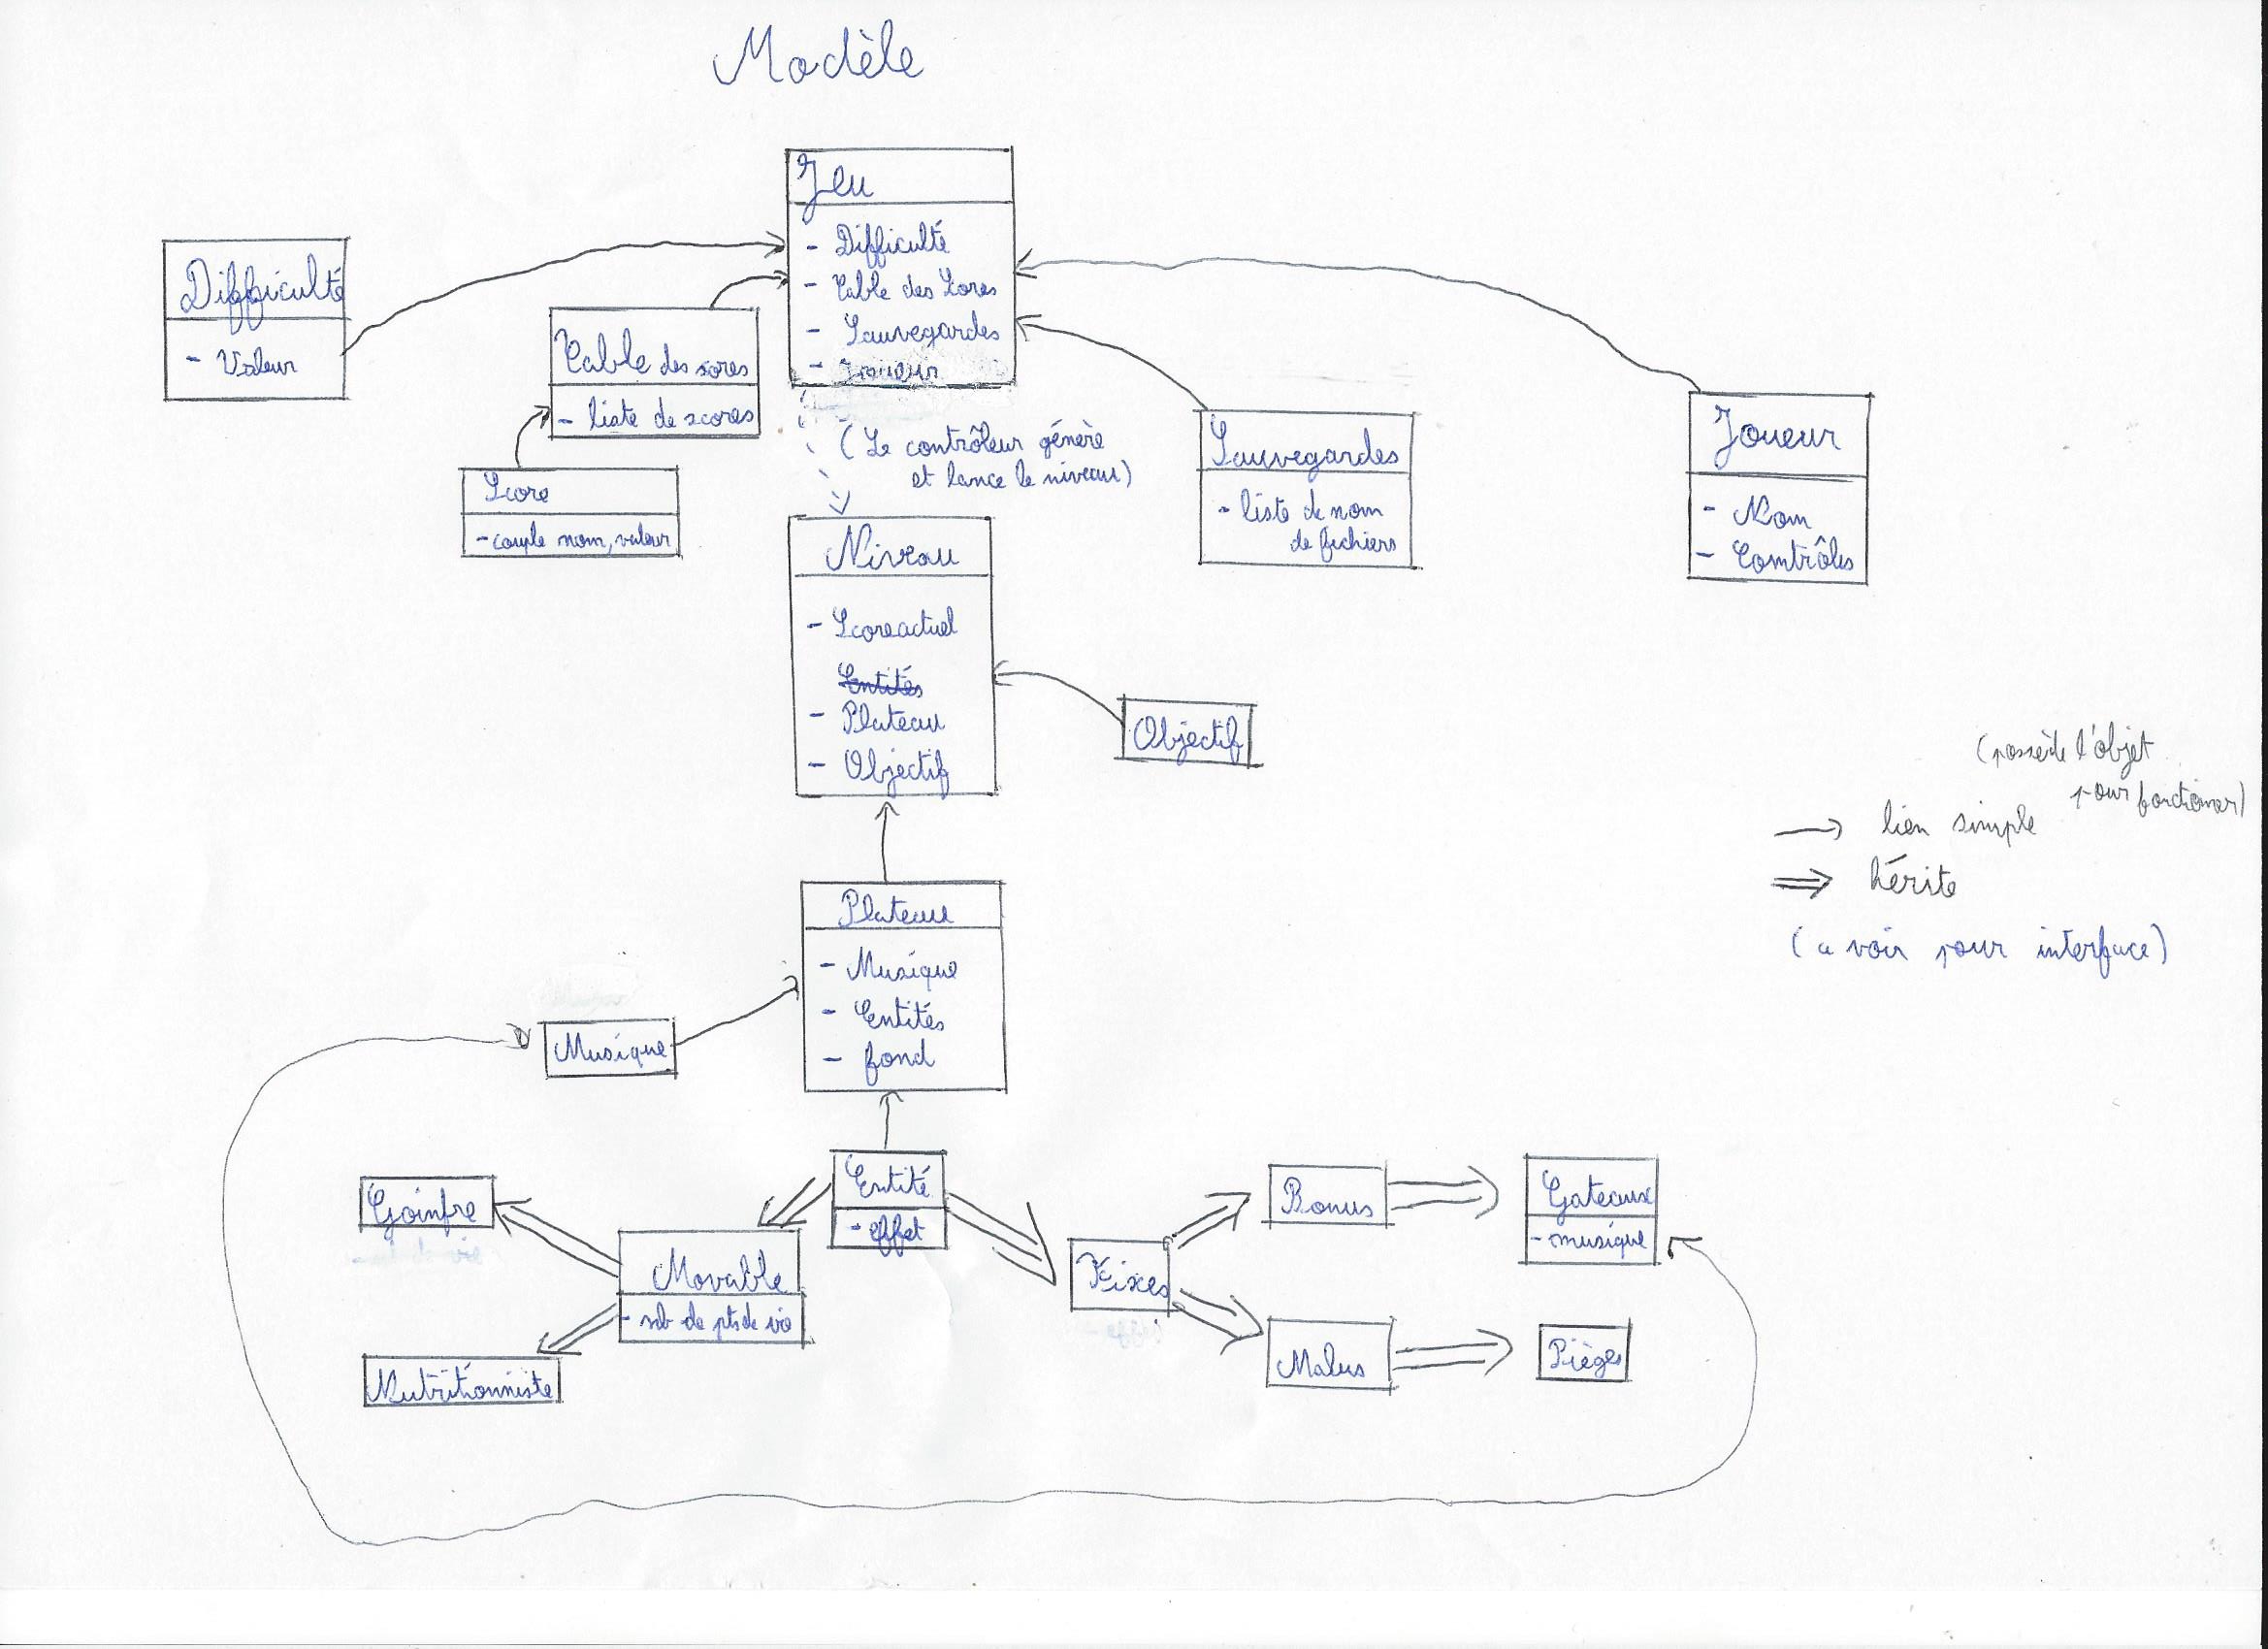 Modèle
Jeu
- Difficulté
- Table des Scores
- Sauvegardes
- Joueur
Difficulté
- Valeur
Table des scores
- liste de scores
Score
- couple nom, valeur
(Le contrôleur génère
et lance le niveau)
Sauvegardes
- liste de nom
de fichiers
Joueur
- Nom
- Contrôles
Niveau
- Score actuel
Entités
- Plateau
- Objectif
Objectif
(possède l'objet
pour fonctionner)
lien simple
hérite
(a voir pour interface)
Plateau
- Musique
- Entités
- fond
Musique
Entité
- effet
Goinfre
Movable
- nb de pts de vie
Nutritionniste
Fixes
Bonus
Gateaux
- musique
Malus
Pièges